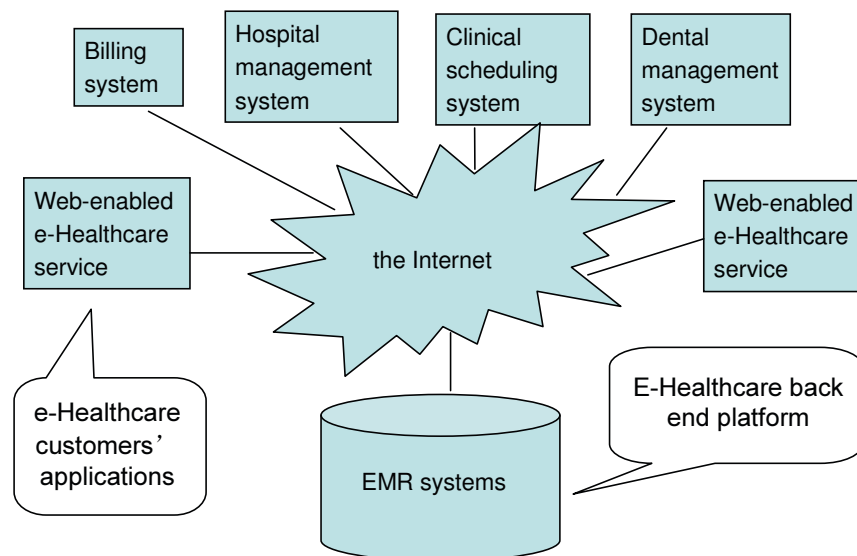 Billing
system
Hospital
management
system
Clinical
scheduling
system
Dental
management
system
Web-enabled
e-Healthcare
service
the Internet
Web-enabled
e-Healthcare
service
e-Healthcare
customers’
applications
EMR systems
E-Healthcare back
end platform